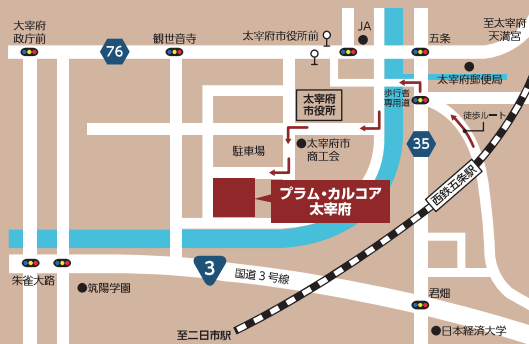 大宰府
政庁前
76
観世音寺
太宰府市役所前
JA
五条
至太宰府
天満宮
太宰府郵便局
歩行者
専用道
徒歩ルート
太宰府
市役所
35
駐車場
太宰府市
商工会
西鉄五条駅
プラム・カルコア
太宰府
3
国道3号線
朱雀大路
筑陽学園
君畑
至二日市駅
日本経済大学